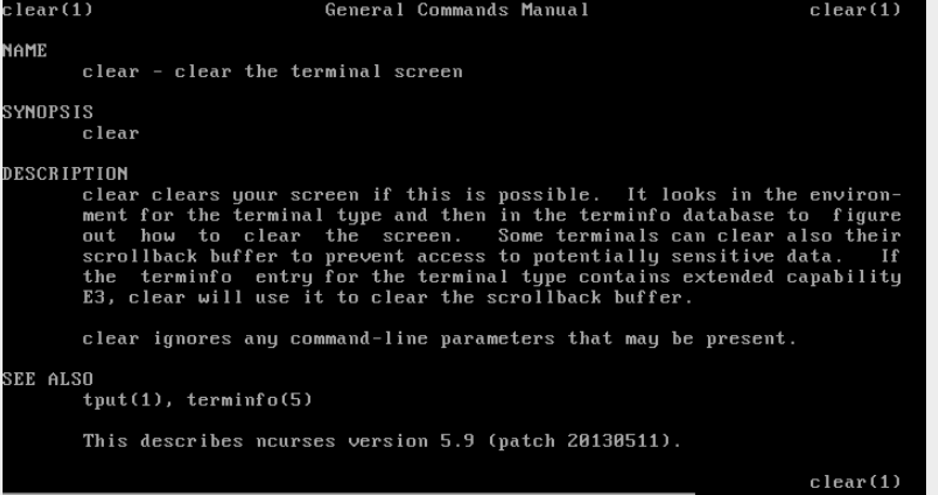 clear(1) General Commands Manual clear(1)
NAME
clear - clear the terminal screen
SYNOPSIS
clear
DESCRIPTION
clear clears your screen if this is possible. It looks in the environ-
ment for the terminal type and then in the terminfo database to figure
out how to clear the screen. Some terminals can clear also their
scrollback buffer to prevent access to potentially sensitive data. If
the terminfo entry for the terminal type contains extended capability
E3, clear will use it to clear the scrollback buffer.
clear ignores any command-line parameters that may be present.
SEE ALSO
tput(1), terminfo(5)
This describes ncurses version 5.9 (patch 20130511).
clear(1)